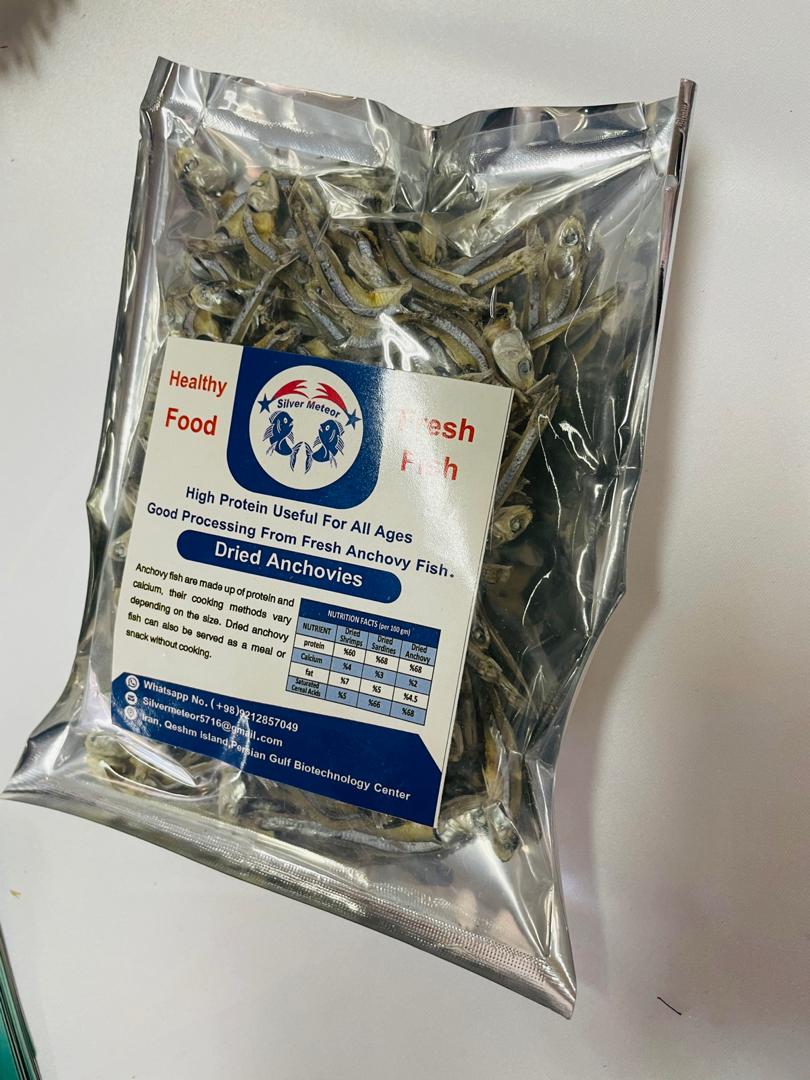 Healthy
Food
Silver Meteor
Fresh
Fish
High Protein Useful For All Ages
Good Processing From Fresh Anchovy Fish.
Dried Anchovies
Anchovy fish are made up of protein and
calcium, their cooking methods vary
depending on the size. Dried anchovy
fish can also be served as a meal or
snack without cooking.
NUTRITION FACTS (per 100 gm)
NUTRIENT Dried Shrimps Dried Sardines Dried Anchovy
protein %60 %68 %68
Calcium %4 %3 %2
fat %7 %5 %4.5
Saturated Cereal Acids %5 %66 %68
Whatsapp No. (+98)9212857049
Silvermeteor5716@gmail.com
Iran, Qeshm Island,Persian Gulf Biotechnology Center